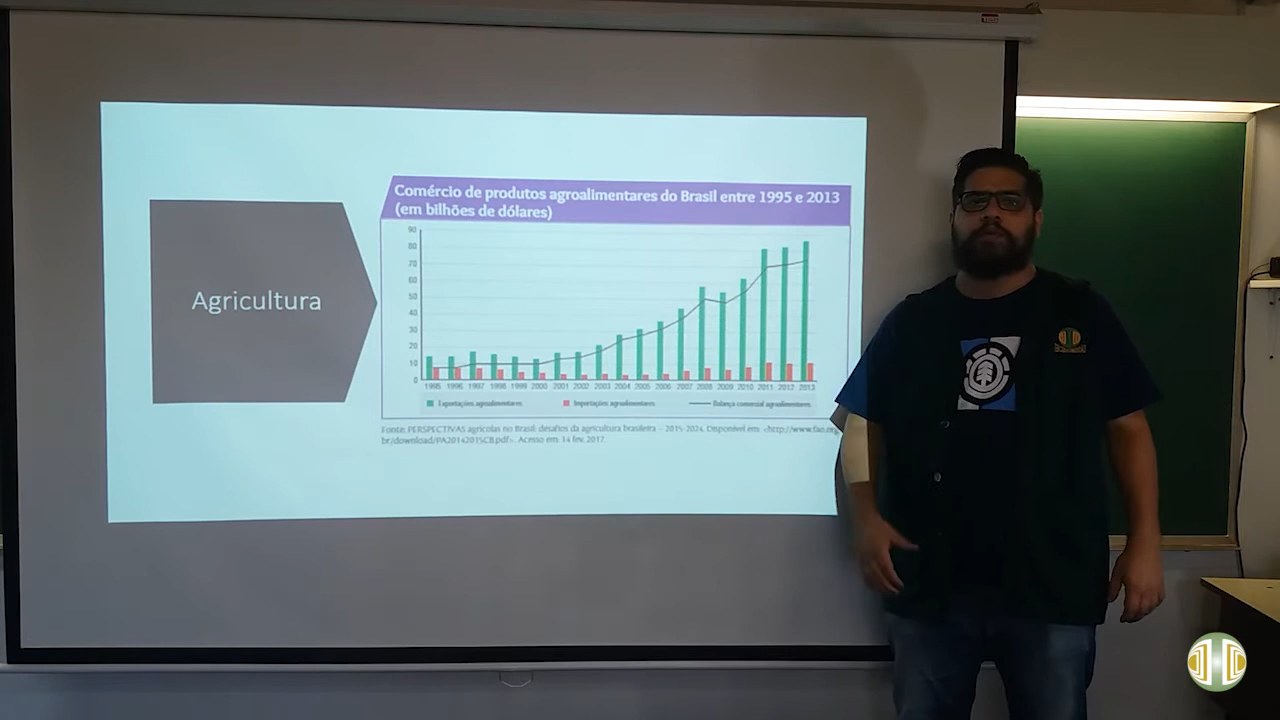 Agricultura
Comércio de produtos agroalimentares do Brasil entre 1995 e 2013
(em bilhões de dólares)
90
80
70
60
50
40
30
20
10
0
1995 1996 1997 1998 1999 2000 2001 2002 2003 2004 2005 2006 2007 2008 2009 2010 2011 2012 2013
Exportações agroalimentares Importações agroalimentares Balança comercial agroalimentares
Fonte: PERSPECTIVAS agrícolas no Brasil: desafios da agricultura brasileira – 2015-2024. Disponível em: <http://www.fao.org.
br/download/PA20142015CB.pdf>. Acesso em: 14 fev. 2017.